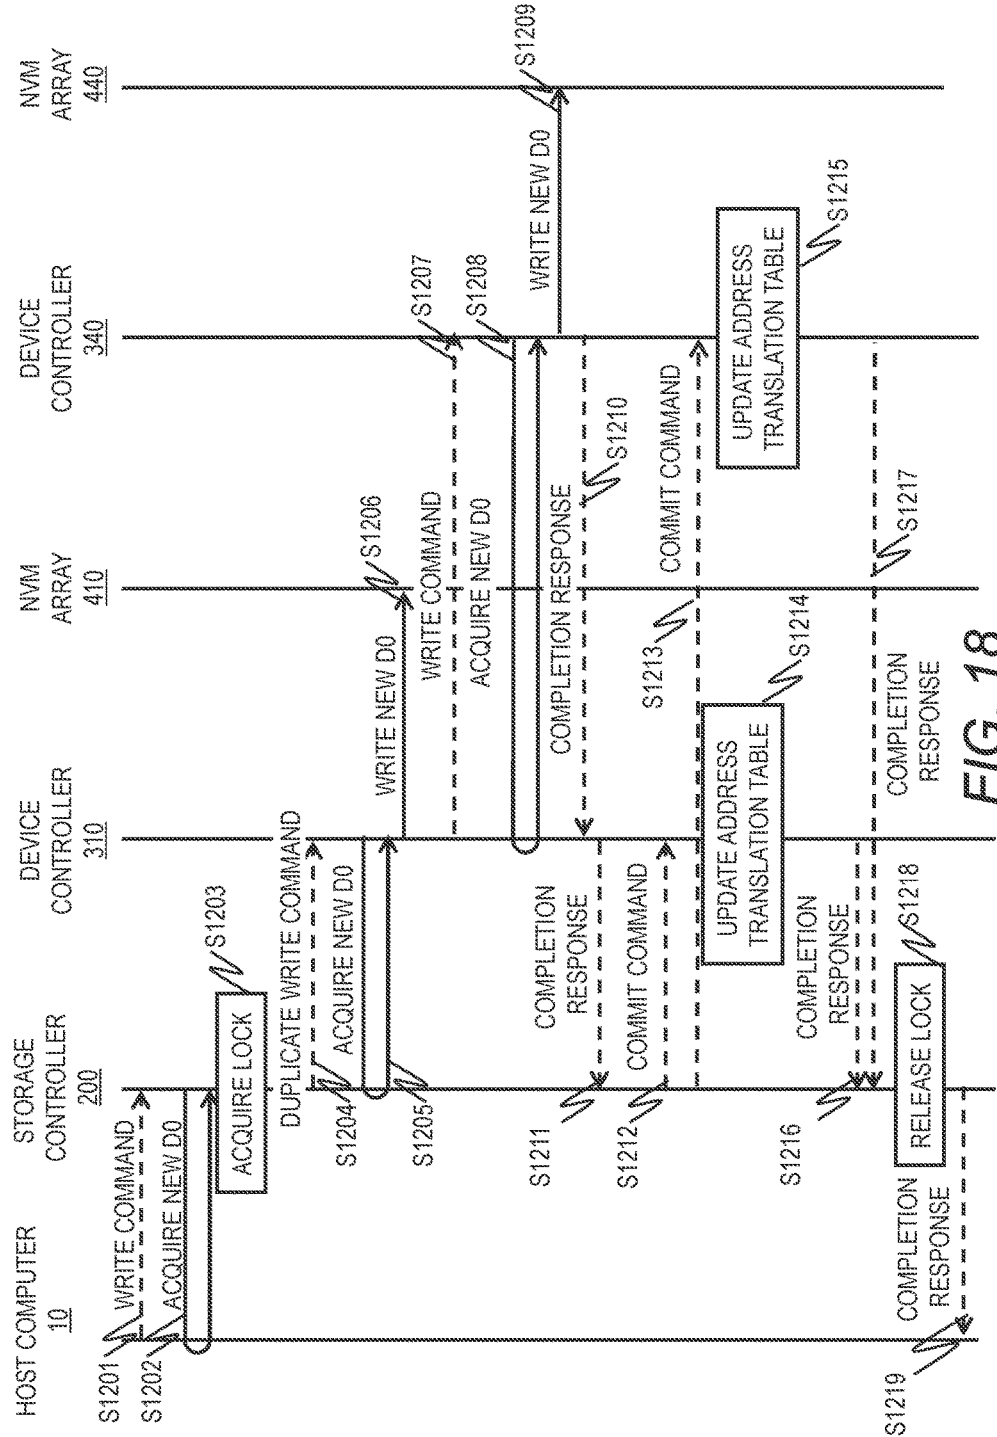 HOST COMPUTER
10
STORAGE
CONTROLLER
200
DEVICE
CONTROLLER
310
NVM
ARRAY
410
DEVICE
CONTROLLER
340
NVM
ARRAY
440
S1201
WRITE COMMAND
S1202
ACQUIRE NEW D0
ACQUIRE LOCK
S1203
DUPLICATE WRITE COMMAND
S1204
ACQUIRE NEW D0
S1205
WRITE NEW D0
S1206
WRITE COMMAND
S1207
ACQUIRE NEW D0
S1208
WRITE NEW D0
S1209
COMPLETION RESPONSE
S1210
COMPLETION
RESPONSE
S1211
COMMIT COMMAND
S1212
S1213
COMMIT COMMAND
UPDATE ADDRESS
TRANSLATION TABLE
S1214
UPDATE ADDRESS
TRANSLATION TABLE
S1215
COMPLETION
RESPONSE
S1216
COMPLETION
RESPONSE
S1217
RELEASE LOCK
S1218
COMPLETION
RESPONSE
S1219
FIG. 18